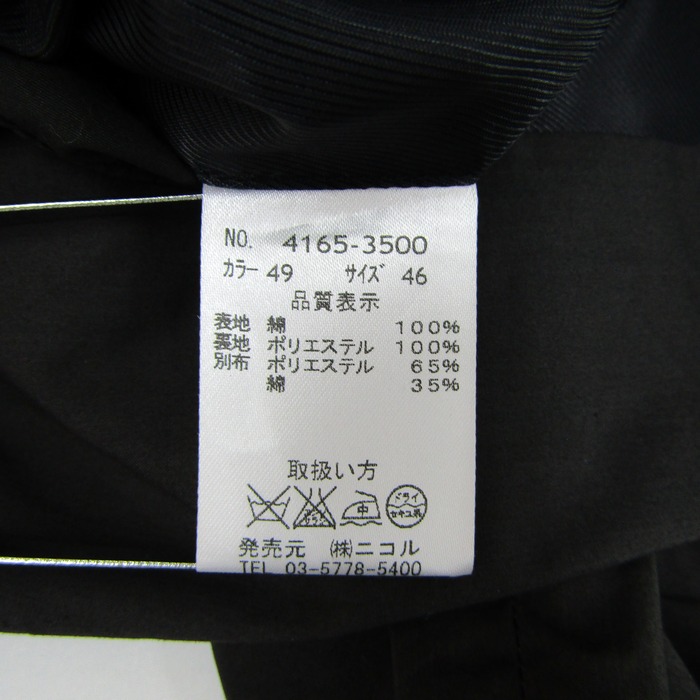 NO. 4165-3500
カラー 49 サイズ 46
品質表示
表地 綿 100%
裏地 ポリエステル 100%
別布 ポリエステル 65%
綿 35%
取扱い方
中 ドライ
セキユ系
発売元 (株)ニコル
TEL 03-5778-5400